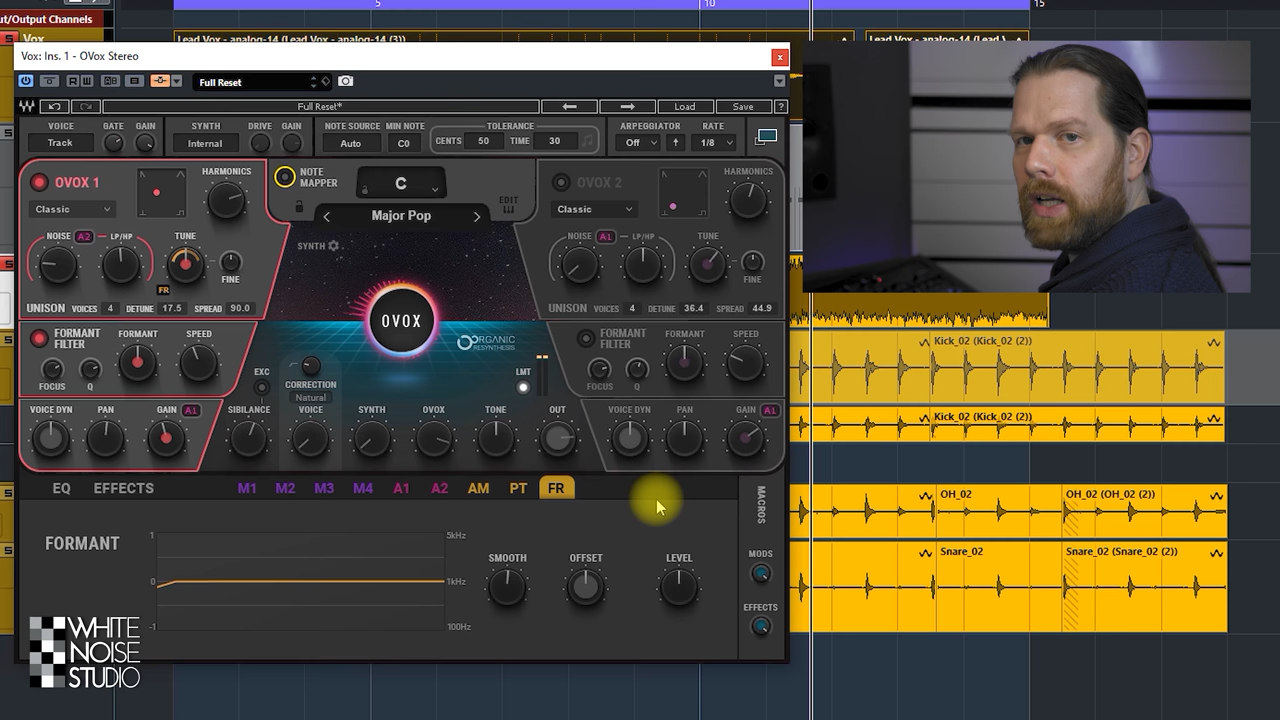 5
10
15
ut/Output Channels
Vox
Lead Vox - analog-14 (Lead Vox - analog-14 (3))
Lead Vox - analog-14 (Lead V
Vox: Ins. 1 - OVox Stereo
x
R W
Full Reset
Full Reset*
Load
Save
?
VOICE
Track
GATE
GAIN
SYNTH
Internal
DRIVE
GAIN
NOTE SOURCE
Auto
MIN NOTE
C0
TOLERANCE
CENTS 50
TIME 30
ARPEGGIATOR
Off
RATE
1/8
OVOX 1
Classic
HARMONICS
NOTE
MAPPER
C
EDIT
Major Pop
OVOX 2
Classic
HARMONICS
NOISE A2 LP/HP
TUNE
FR
FINE
SYNTH
NOISE A1 LP/HP
TUNE
FINE
UNISON VOICES 4 DETUNE 17.5 SPREAD 90.0
UNISON VOICES 4 DETUNE 36.4 SPREAD 44.9
OVOX
ORGANIC
RESYNTHESIS
FORMANT
FILTER
FORMANT
SPEED
FOCUS
Q
EXC
CORRECTION
Natural
LMT
FORMANT
FILTER
FORMANT
SPEED
FOCUS
Q
VOICE DYN
PAN
GAIN A1
SIBILANCE
VOICE
SYNTH
OVOX
TONE
OUT
VOICE DYN
PAN
GAIN A1
EQ
EFFECTS
M1
M2
M3
M4
A1
A2
AM
PT
FR
MACROS
FORMANT
1
0
-1
5kHz
1kHz
100Hz
SMOOTH
OFFSET
LEVEL
MODS
EFFECTS
Kick_02 (Kick_02 (2))
Kick_02 (Kick_02 (2))
OH_02
OH_02 (OH_02 (2))
Snare_02
Snare_02 (Snare_02 (2))
WHITE
NOISE
STUDIO